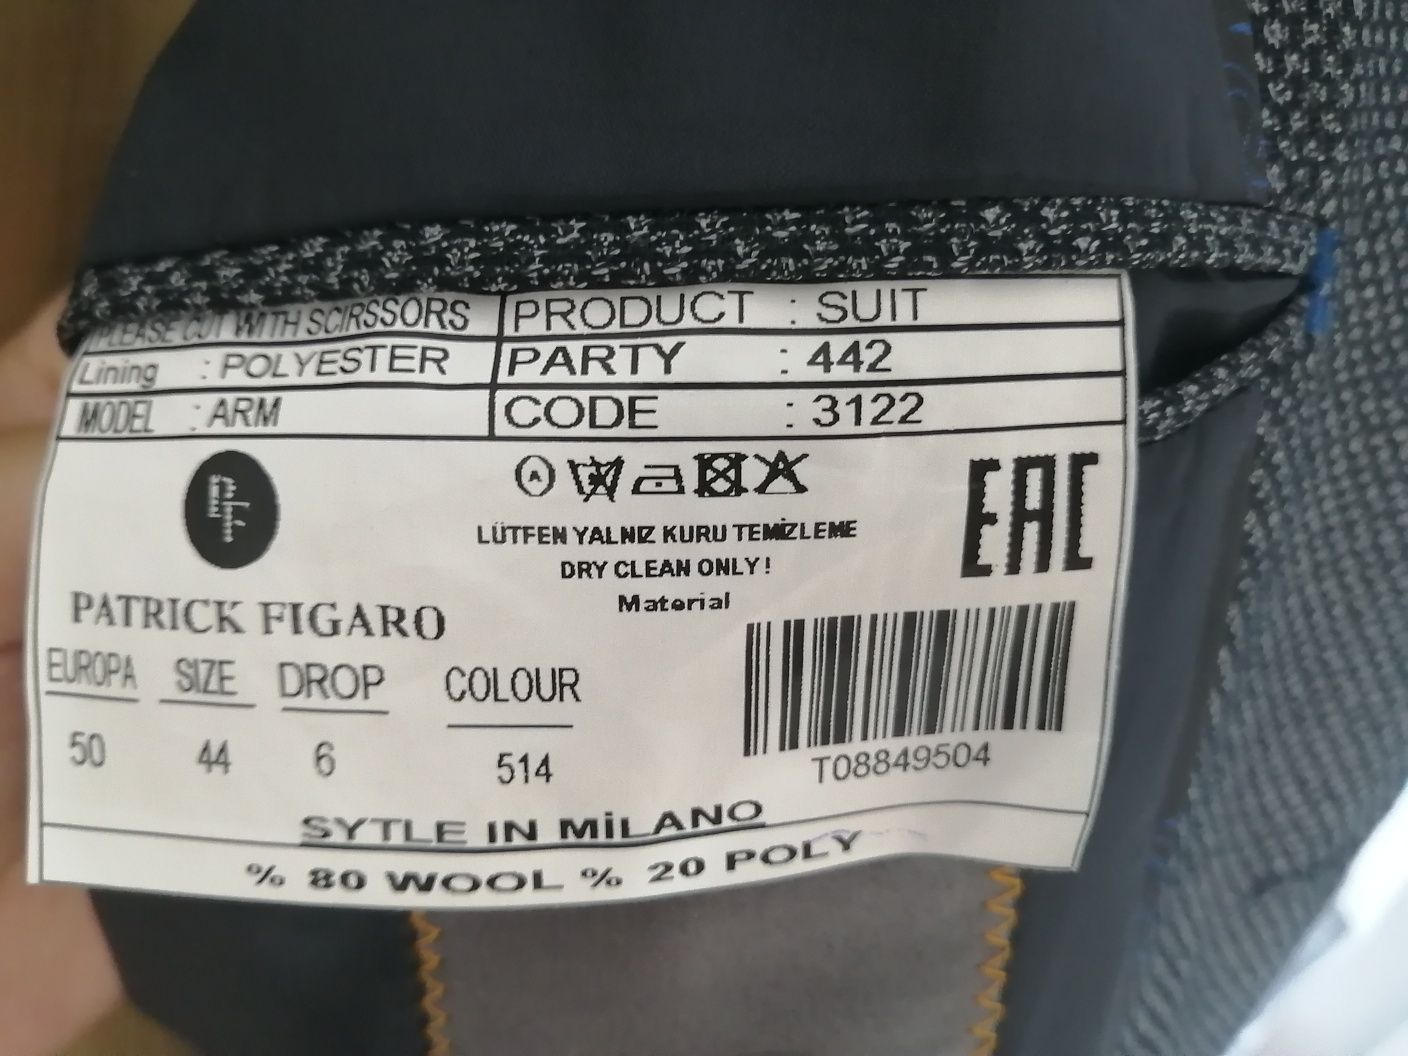 PLEASE CUT WITH SCIRSSORS
PRODUCT : SUIT
Lining : POLYESTER
PARTY : 442
MODEL : ARM
CODE : 3122
A
EAC
LÜTFEN YALNIZ KURU TEMİZLEME
DRY CLEAN ONLY!
Material
PATRICK FIGARO
EUROPA SIZE DROP COLOUR
50 44 6 514
T08849504
SYTLE IN MiLANO
% 80 WOOL % 20 POLY